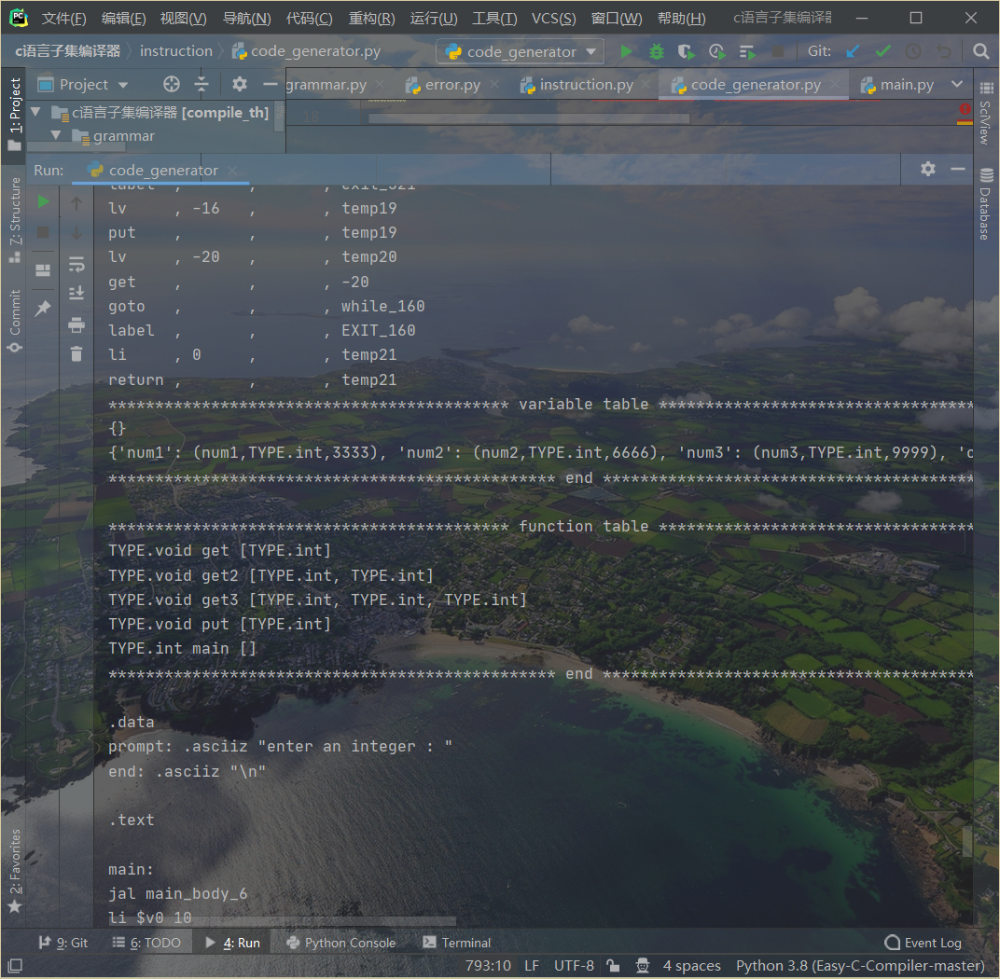 PC 文件(F) 编辑(E) 视图(V) 导航(N) 代码(C) 重构(R) 运行(U) 工具(T) VCS(S) 窗口(W) 帮助(H) c语言子集编译器
c语言子集编译器 instruction code_generator.py code_generator Git:
Project grammar.py error.py instruction.py code_generator.py main.py
c语言子集编译器 [compile_th]
18
grammar
Run: code_generator
1: Project
7: Structure
Commit
2: Favorites
SciView
Database
label , , , exit_321
lv , -16 , , temp19
put , , , temp19
lv , -20 , , temp20
get , , , -20
goto , , , while_160
label , , , EXIT_160
li , 0 , , temp21
return , , , temp21
******************************************* variable table **********************************
{}
{'num1': (num1,TYPE.int,3333), 'num2': (num2,TYPE.int,6666), 'num3': (num3,TYPE.int,9999), 'c
************************************************ end ****************************************
******************************************* function table **********************************
TYPE.void get [TYPE.int]
TYPE.void get2 [TYPE.int, TYPE.int]
TYPE.void get3 [TYPE.int, TYPE.int, TYPE.int]
TYPE.void put [TYPE.int]
TYPE.int main []
************************************************ end ****************************************
.data
prompt: .asciiz "enter an integer : "
end: .asciiz "\n"
.text
main:
jal main_body_6
li $v0 10
9: Git 6: TODO 4: Run Python Console Terminal Event Log
793:10 LF UTF-8 4 spaces Python 3.8 (Easy-C-Compiler-master)